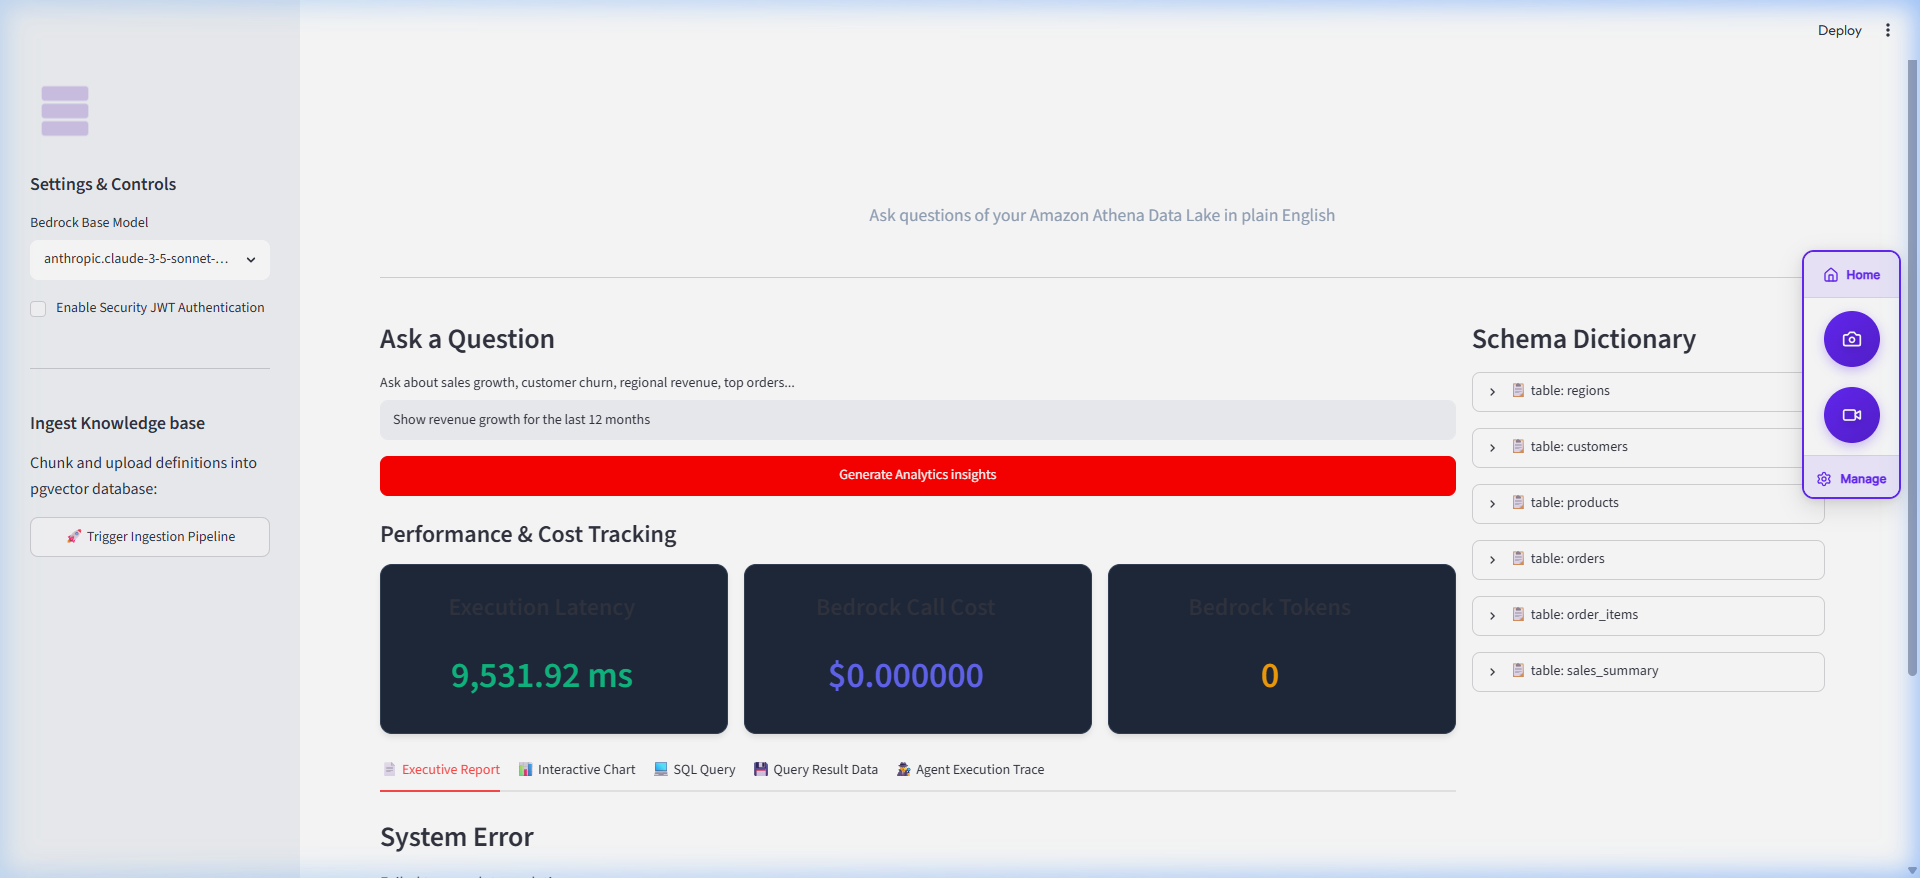 Deploy
Settings & Controls
Bedrock Base Model
anthropic.claude-3-5-sonnet-...
Enable Security JWT Authentication
Ingest Knowledge base
Chunk and upload definitions into
pgvector database:
🚀 Trigger Ingestion Pipeline
Ask questions of your Amazon Athena Data Lake in plain English
Ask a Question
Ask about sales growth, customer churn, regional revenue, top orders...
Show revenue growth for the last 12 months
Generate Analytics insights
Performance & Cost Tracking
Execution Latency
9,531.92 ms
Bedrock Call Cost
$0.000000
Bedrock Tokens
0
📄 Executive Report
📊 Interactive Chart
💻 SQL Query
💾 Query Result Data
🕵️ Agent Execution Trace
System Error
Schema Dictionary
📋 table: regions
📋 table: customers
📋 table: products
📋 table: orders
📋 table: order_items
📋 table: sales_summary
Home
Manage